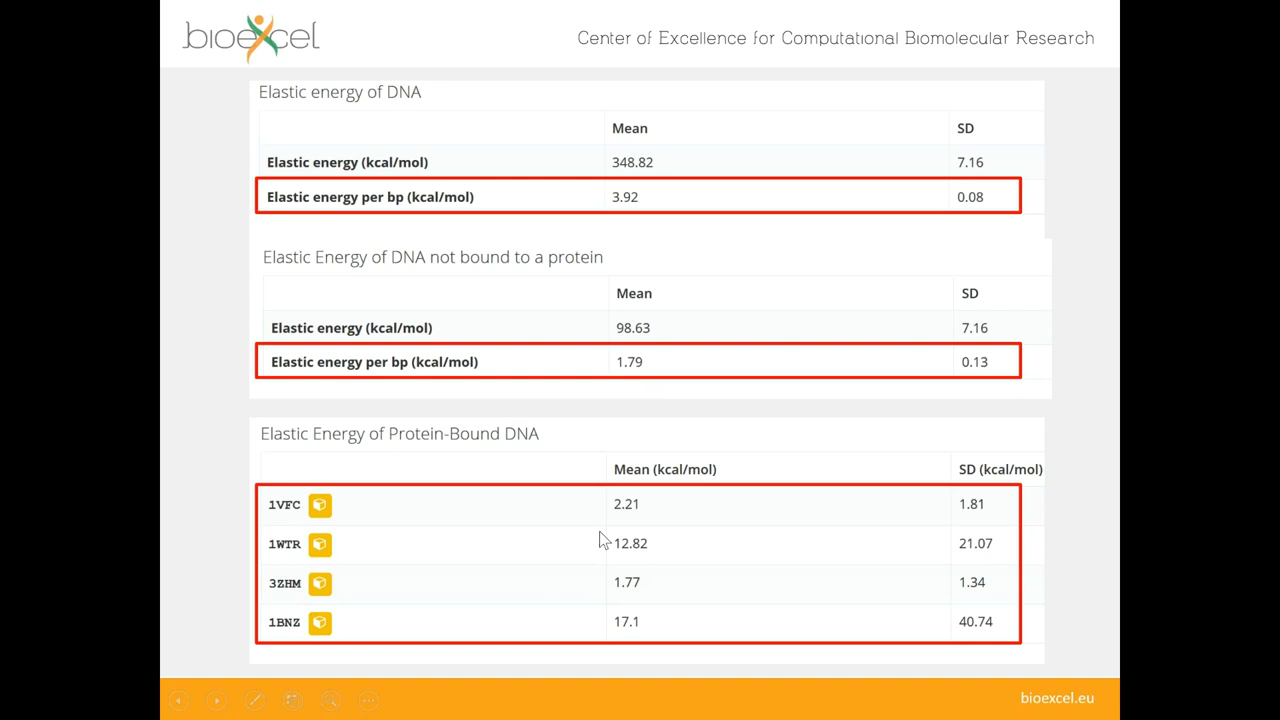 bioexcel
Center of Excellence for Computational Biomolecular Research
Elastic energy of DNA
Mean SD
Elastic energy (kcal/mol) 348.82 7.16
Elastic energy per bp (kcal/mol) 3.92 0.08
Elastic Energy of DNA not bound to a protein
Mean SD
Elastic energy (kcal/mol) 98.63 7.16
Elastic energy per bp (kcal/mol) 1.79 0.13
Elastic Energy of Protein-Bound DNA
Mean (kcal/mol) SD (kcal/mol)
1VFC 2.21 1.81
1WTR 12.82 21.07
3ZHM 1.77 1.34
1BNZ 17.1 40.74
bioexcel.eu